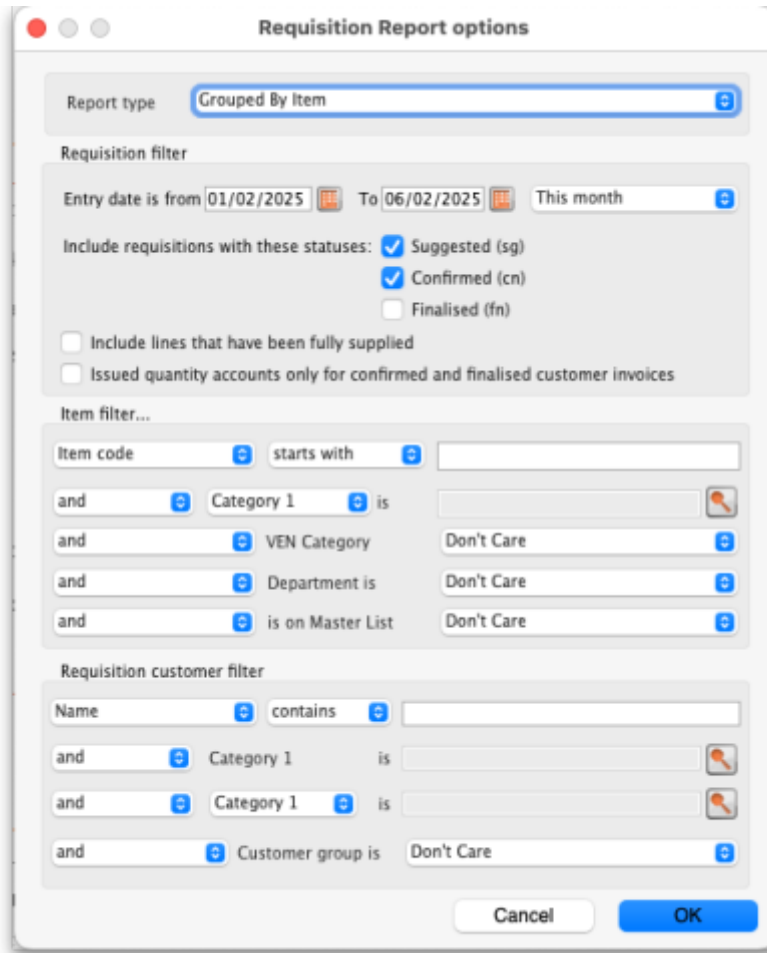 Requisition Report options
Report type Grouped By Item
Requisition filter
Entry date is from 01/02/2025 To 06/02/2025 This month
Include requisitions with these statuses: Suggested (sg)
Confirmed (cn)
Finalised (fn)
Include lines that have been fully supplied
Issued quantity accounts only for confirmed and finalised customer invoices
Item filter...
Item code starts with
and Category 1 is
and VEN Category Don't Care
and Department is Don't Care
and is on Master List Don't Care
Requisition customer filter
Name contains
and Category 1 is
and Category 1 is
and Customer group is Don't Care
Cancel OK